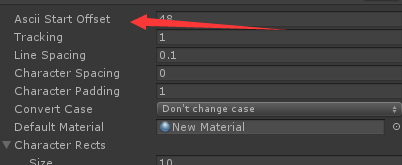 Ascii Start Offset 48
Tracking 1
Line Spacing 0.1
Character Spacing 0
Character Padding 1
Convert Case Don't change case
Default Material New Material
Character Rects
Size 10